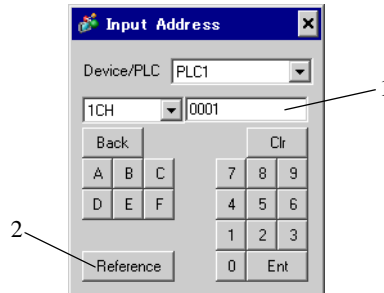 Input Address
Device/PLC PLC1
1
1CH 0001
Back Clr
A B C 7 8 9
D E F 4 5 6
1 2 3
2
Reference 0 Ent